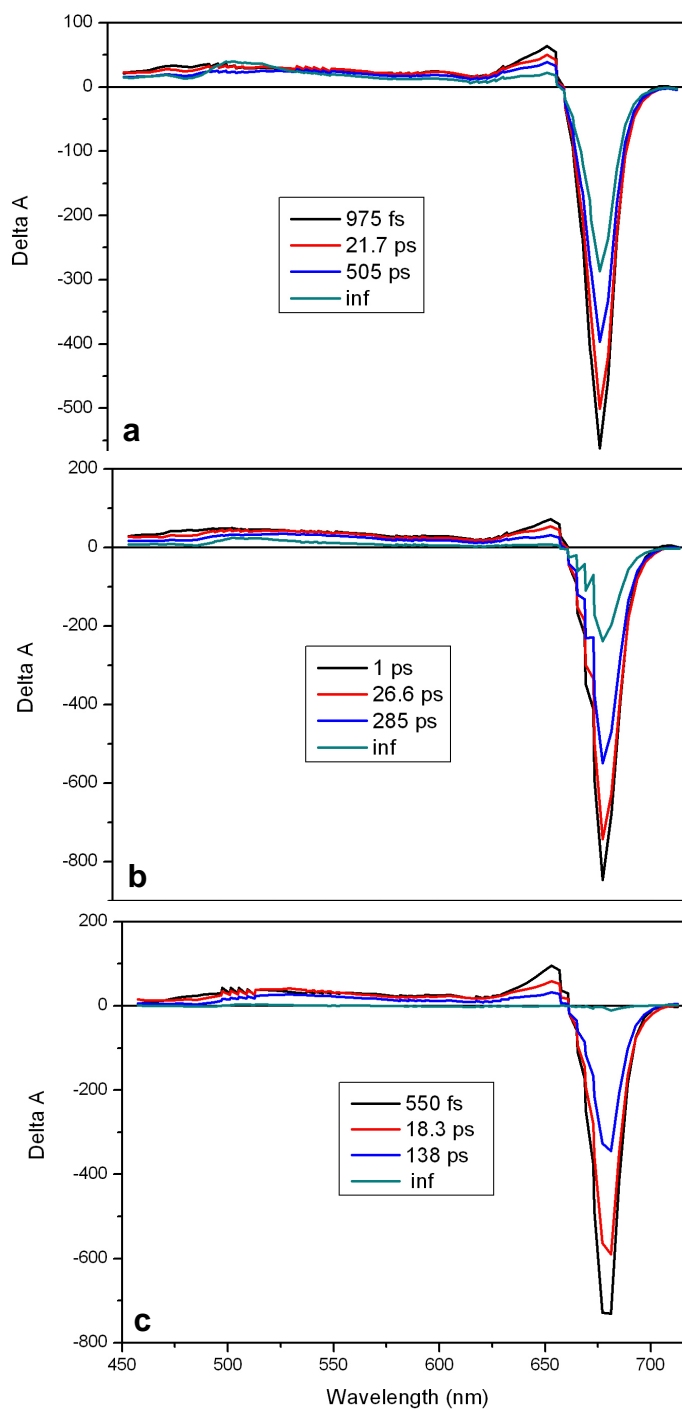 100
0
-100
-200
-300
-400
-500
Delta A
975 fs
21.7 ps
505 ps
inf
a
200
0
-200
-400
-600
-800
Delta A
1 ps
26.6 ps
285 ps
inf
b
200
0
-200
-400
-600
-800
Delta A
550 fs
18.3 ps
138 ps
inf
c
450 500 550 600 650 700
Wavelength (nm)